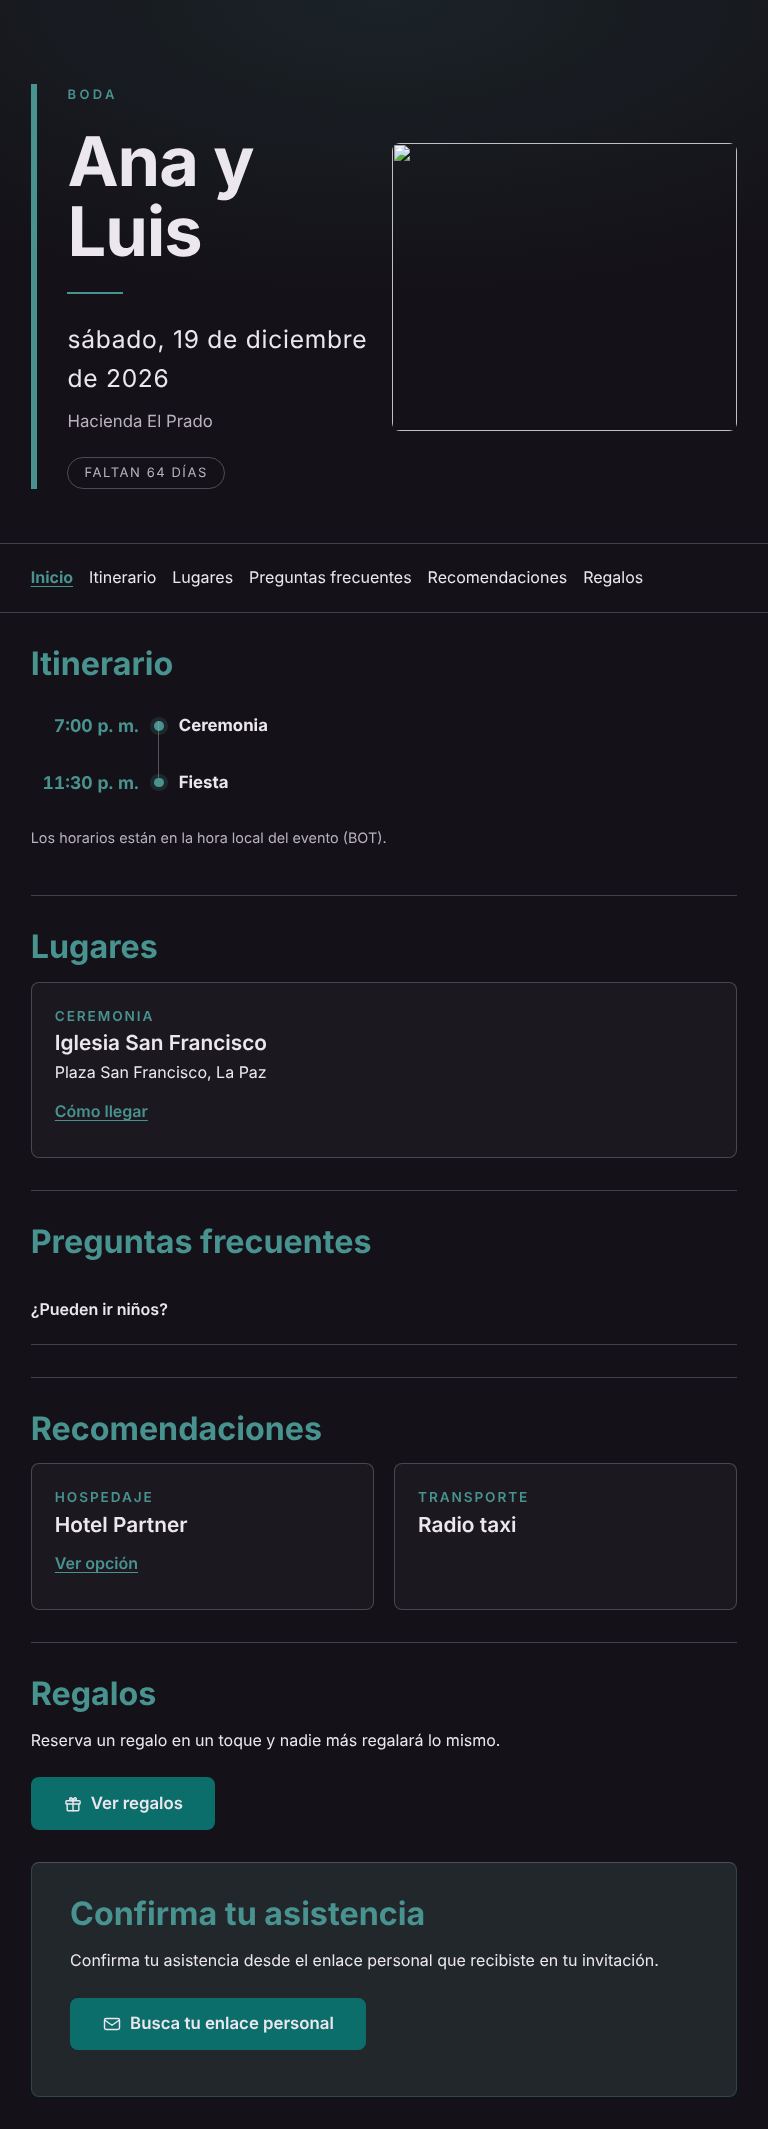 BODA
Ana y
Luis
sábado, 19 de diciembre
de 2026
Hacienda El Prado
FALTAN 64 DÍAS
Inicio Itinerario Lugares Preguntas frecuentes Recomendaciones Regalos
Itinerario
7:00 p. m. Ceremonia
11:30 p. m. Fiesta
Los horarios están en la hora local del evento (BOT).
Lugares
CEREMONIA
Iglesia San Francisco
Plaza San Francisco, La Paz
Cómo llegar
Preguntas frecuentes
¿Pueden ir niños?
Recomendaciones
HOSPEDAJE
Hotel Partner
Ver opción
TRANSPORTE
Radio taxi
Regalos
Reserva un regalo en un toque y nadie más regalará lo mismo.
Ver regalos
Confirma tu asistencia
Confirma tu asistencia desde el enlace personal que recibiste en tu invitación.
Busca tu enlace personal